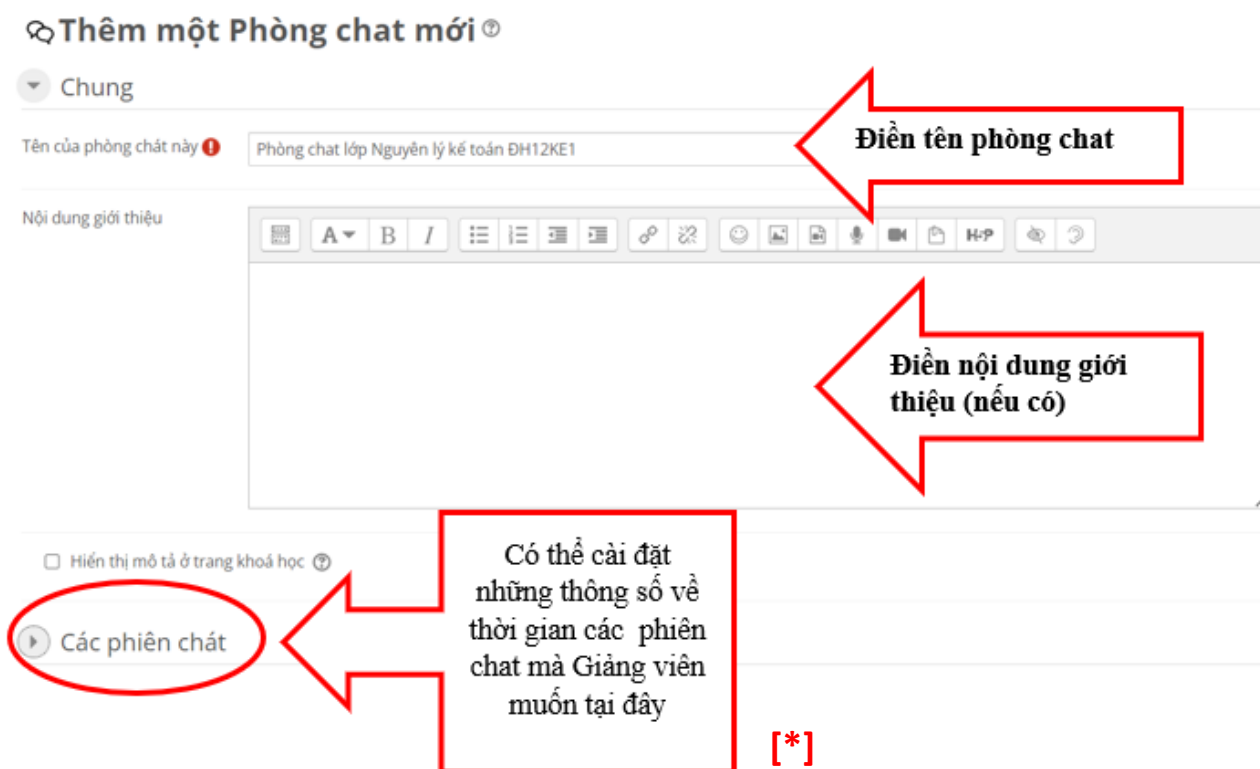 Thêm một Phòng chat mới
Chung
Tên của phòng chát này
Phòng chat lớp Nguyên lý kế toán ĐH12KE1
Điền tên phòng chat
Nội dung giới thiệu
A B I H-P
Điền nội dung giới
thiệu (nếu có)
Hiển thị mô tả ở trang khoá học
Có thể cài đặt
những thông số về
thời gian các phiên
chat mà Giảng viên
muốn tại đây
Các phiên chát
[*]